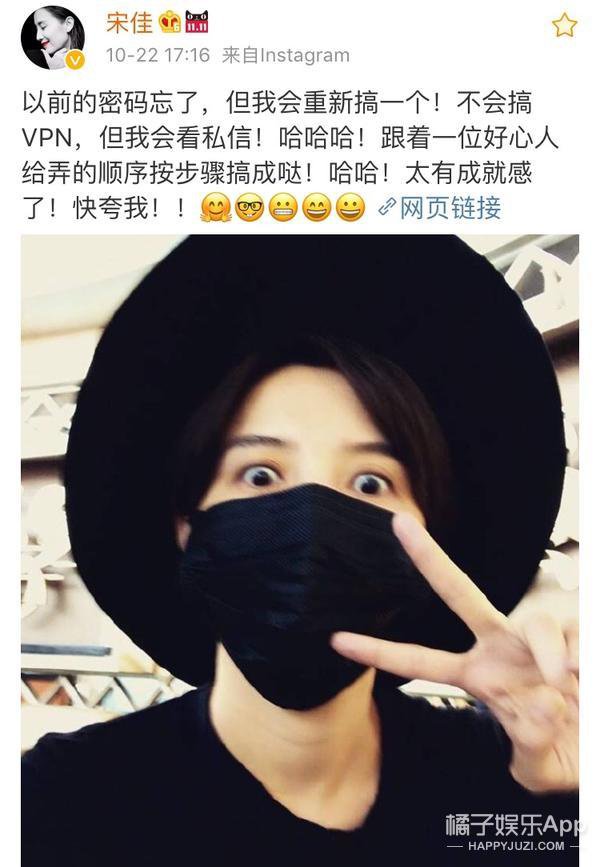 宋佳
11.11
10-22 17:16 来自Instagram
以前的密码忘了，但我会重新搞一个！不会搞
VPN，但我会看私信！哈哈哈！跟着一位好心人
给弄的顺序按步骤搞成哒！哈哈！太有成就感
了！快夸我！！🤗🤓😬😄😀 网页链接
橘子娱乐App
HAPPYJUZI.COM